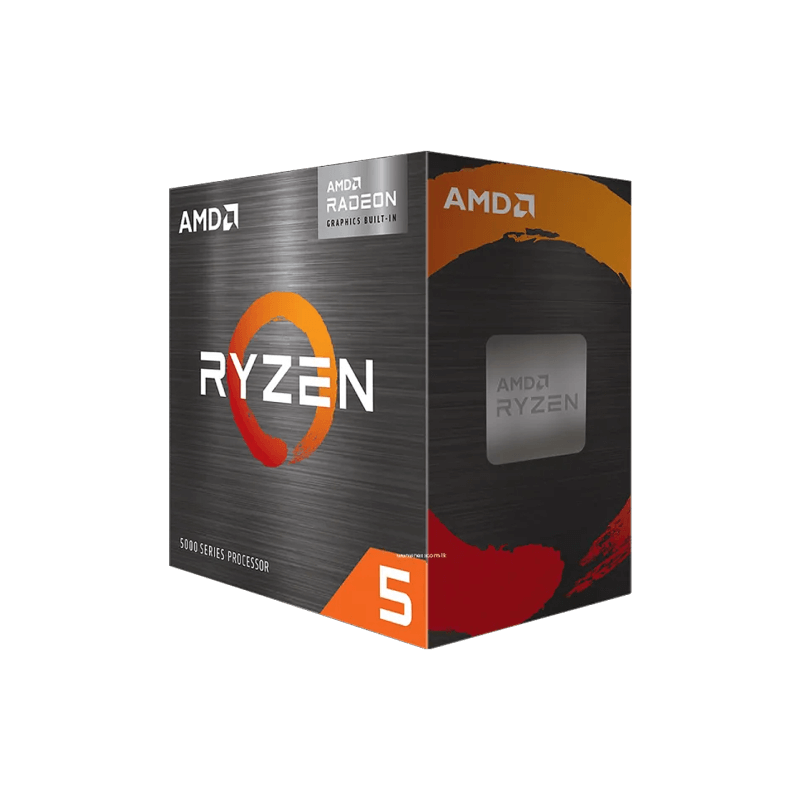 AMD
AMD
RADEON
GRAPHICS BUILT-IN
RYZEN
5000 SERIES PROCESSOR
5
AMD
AMD
RYZEN